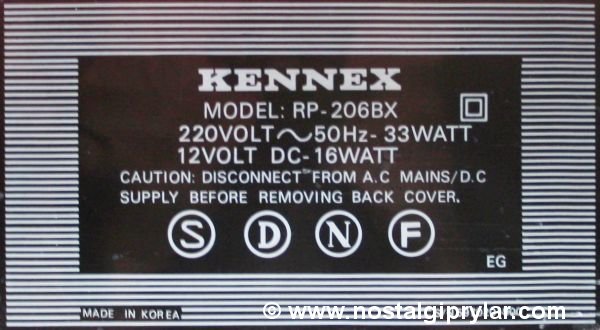 KENNEX
MODEL: RP-206BX
220VOLT ~ 50Hz - 33WATT
12VOLT DC - 16WATT
CAUTION: DISCONNECT FROM A.C MAINS/D.C
SUPPLY BEFORE REMOVING BACK COVER.
S D N F
EG
MADE IN KOREA
© www.nostalgiprylar.com